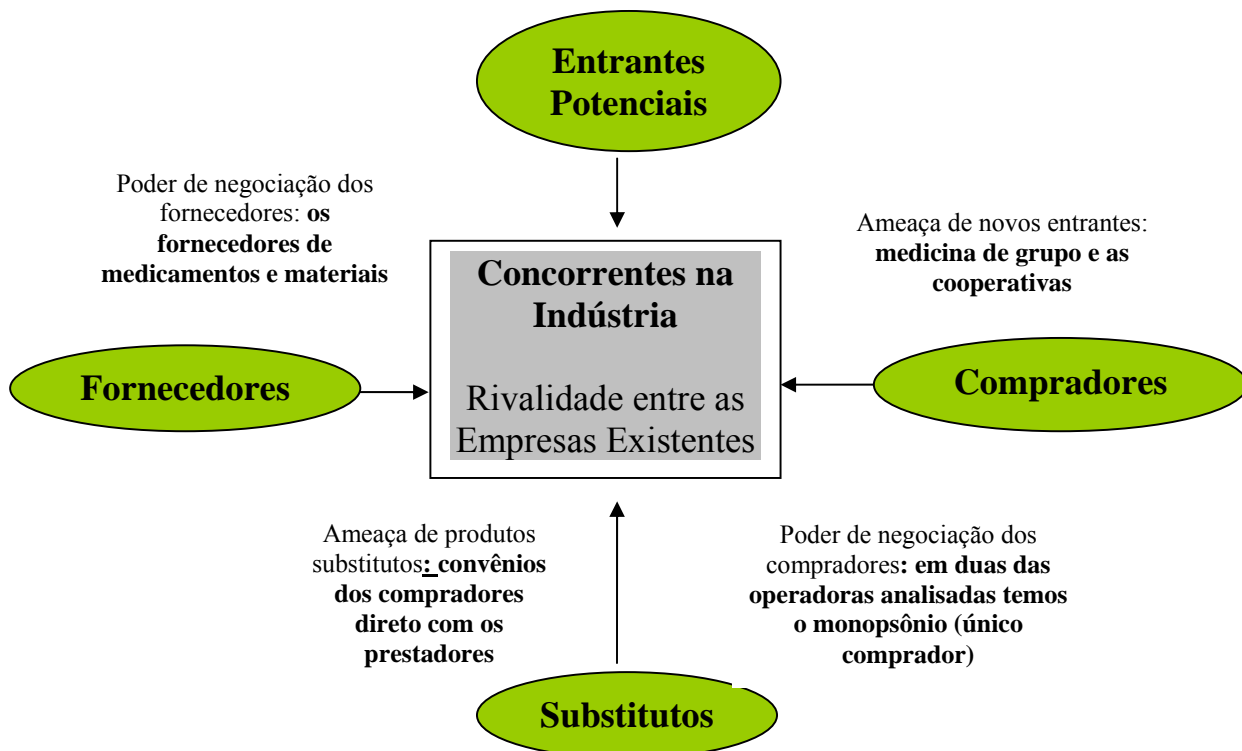 Entrantes
Potenciais
Poder de negociação dos
fornecedores: os
fornecedores de
medicamentos e materiais
Ameaça de novos entrantes:
medicina de grupo e as
cooperativas
Concorrentes na
Indústria
Rivalidade entre as
Empresas Existentes
Fornecedores
Compradores
Ameaça de produtos
substitutos: convênios
dos compradores
direto com os
prestadores
Poder de negociação dos
compradores: em duas das
operadoras analisadas temos
o monopsônio (único
comprador)
Substitutos